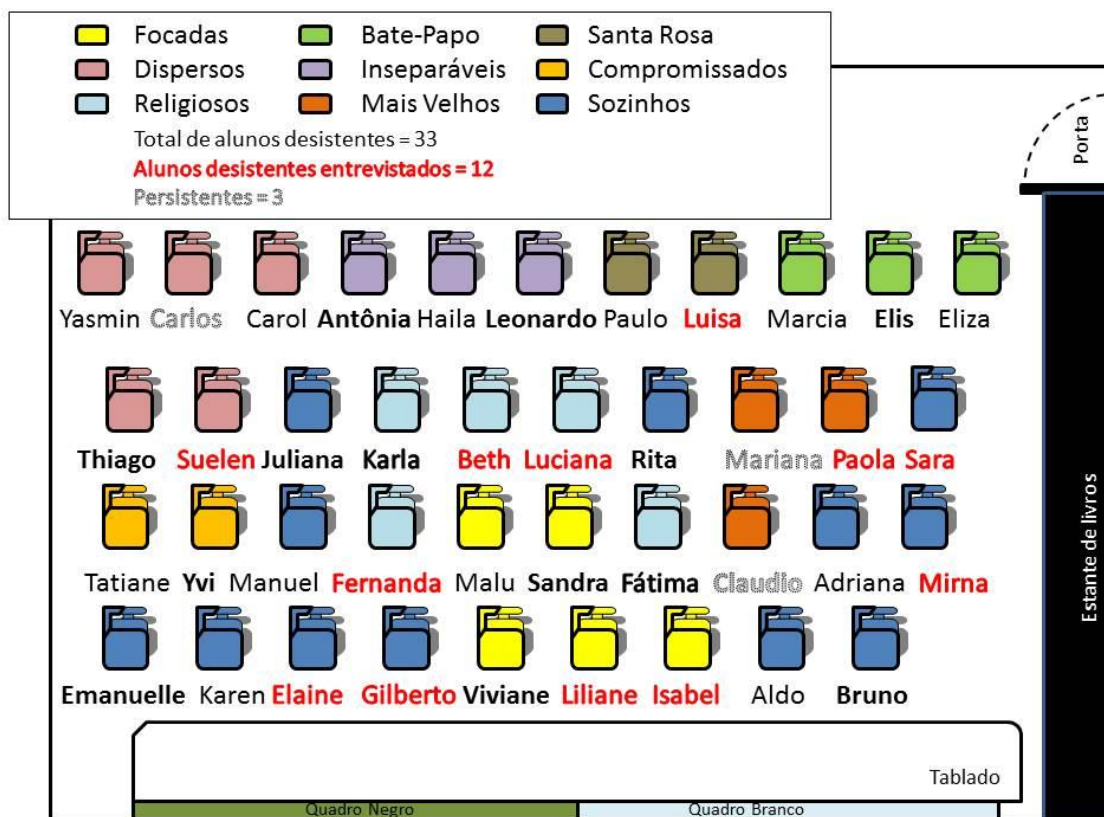 Focadas Bate-Papo Santa Rosa
Dispersos Inseparáveis Compromissados
Religiosos Mais Velhos Sozinhos
Total de alunos desistentes = 33
Alunos desistentes entrevistados = 12
Persistentes = 3
Porta
Yasmin Carlos Carol Antônia Haila Leonardo Paulo Luisa Marcia Elis Eliza
Thiago Suelen Juliana Karla Beth Luciana Rita Mariana Paola Sara
Estante de livros
Tatiane Yvi Manuel Fernanda Malu Sandra Fátima Claudio Adriana Mirna
Emanuelle Karen Elaine Gilberto Viviane Liliane Isabel Aldo Bruno
Tablado
Quadro Negro Quadro Branco